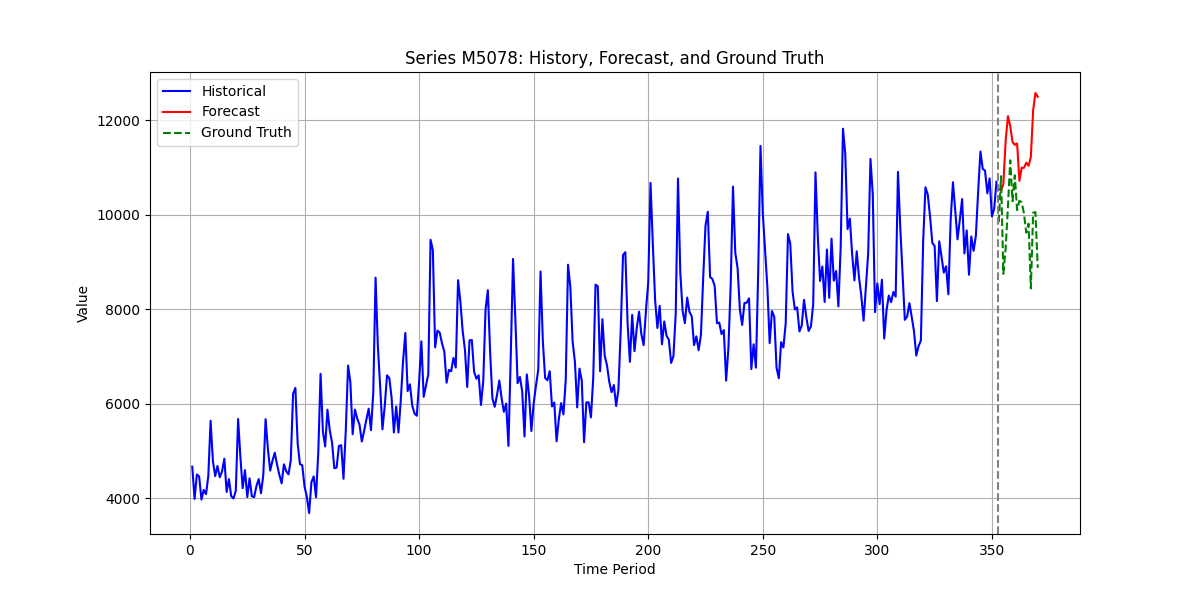 Series M5078: History, Forecast, and Ground Truth
Historical
Forecast
Ground Truth
12000
10000
8000
6000
4000
Value
0 50 100 150 200 250 300 350
Time Period